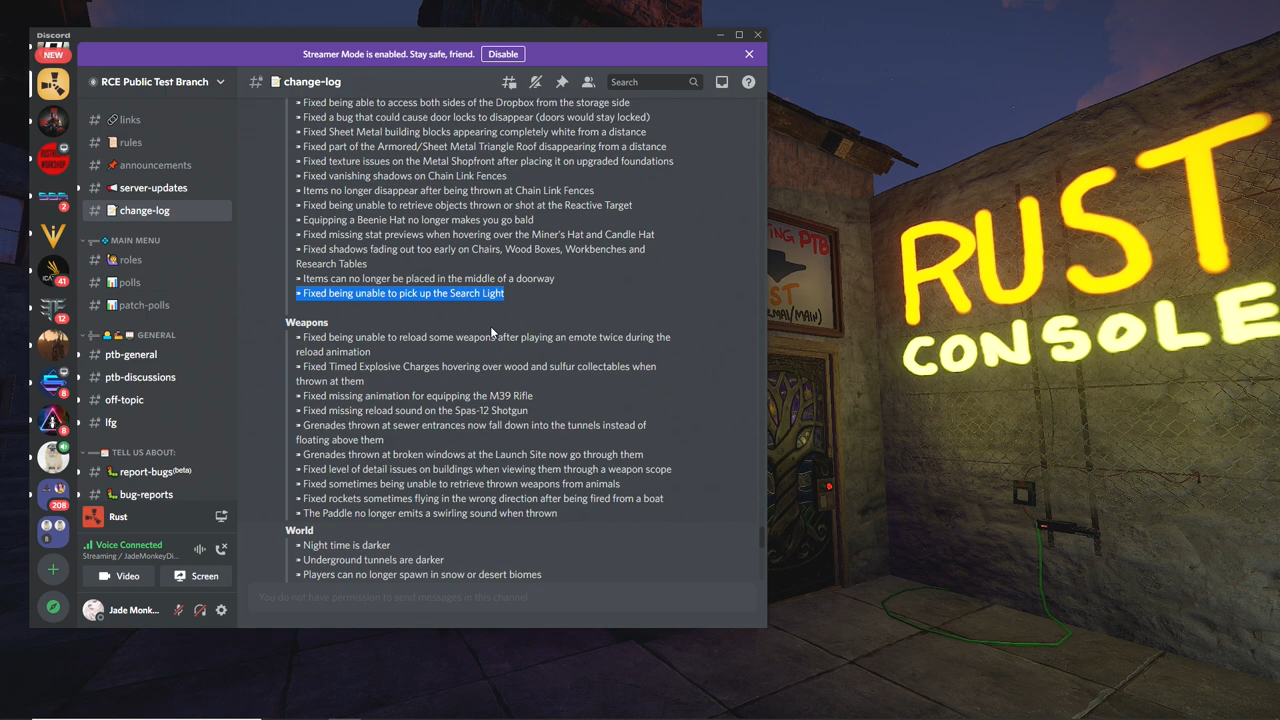 Discord
NEW
Streamer Mode is enabled. Stay safe, friend.
Disable
RCE Public Test Branch
change-log
Search
links
rules
announcements
server-updates
change-log
MAIN MENU
roles
polls
patch-polls
GENERAL
ptb-general
ptb-discussions
off-topic
lfg
TELL US ABOUT:
report-bugs(beta)
bug-reports
2
41
12
8
8
208
Rust
Voice Connected
Streaming / JadeMonkeyDi...
Video
Screen
Jade Monk...
» Fixed being able to access both sides of the Dropbox from the storage side
» Fixed a bug that could cause door locks to disappear (doors would stay locked)
» Fixed Sheet Metal building blocks appearing completely white from a distance
» Fixed part of the Armored/Sheet Metal Triangle Roof disappearing from a distance
» Fixed texture issues on the Metal Shopfront after placing it on upgraded foundations
» Fixed vanishing shadows on Chain Link Fences
» Items no longer disappear after being thrown at Chain Link Fences
» Fixed being unable to retrieve objects thrown or shot at the Reactive Target
» Equipping a Beenie Hat no longer makes you go bald
» Fixed missing stat previews when hovering over the Miner's Hat and Candle Hat
» Fixed shadows fading out too early on Chairs, Wood Boxes, Workbenches and
Research Tables
» Items can no longer be placed in the middle of a doorway
» Fixed being unable to pick up the Search Light
Weapons
» Fixed being unable to reload some weapons after playing an emote twice during the
reload animation
» Fixed Timed Explosive Charges hovering over wood and sulfur collectables when
thrown at them
» Fixed missing animation for equipping the M39 Rifle
» Fixed missing reload sound on the Spas-12 Shotgun
» Grenades thrown at sewer entrances now fall down into the tunnels instead of
floating above them
» Grenades thrown at broken windows at the Launch Site now go through them
» Fixed level of detail issues on buildings when viewing them through a weapon scope
» Fixed sometimes being unable to retrieve thrown weapons from animals
» Fixed rockets sometimes flying in the wrong direction after being fired from a boat
» The Paddle no longer emits a swirling sound when thrown
World
» Night time is darker
» Underground tunnels are darker
» Players can no longer spawn in snow or desert biomes
You do not have permission to send messages in this channel
ING PTB
ST
RUST
CONSOLE